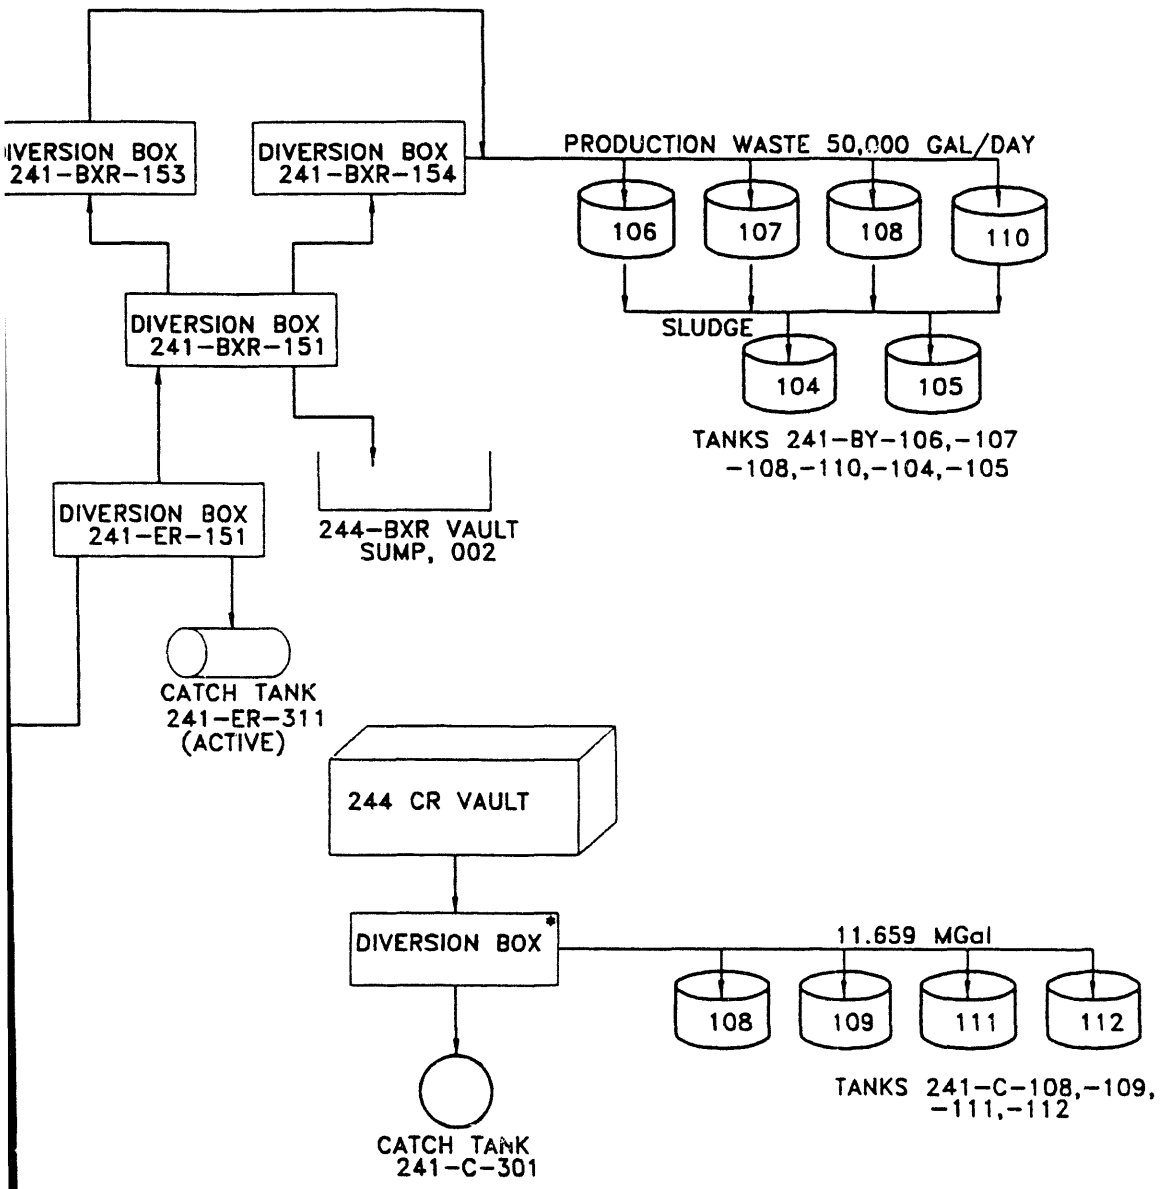 DIVERSION BOX
241-BXR-153
DIVERSION BOX
241-BXR-154
PRODUCTION WASTE 50,000 GAL/DAY
106
107
108
110
DIVERSION BOX
241-BXR-151
SLUDGE
104
105
TANKS 241-BY-106,-107
-108,-110,-104,-105
DIVERSION BOX
241-ER-151
244-BXR VAULT
SUMP, 002
CATCH TANK
241-ER-311
(ACTIVE)
244 CR VAULT
DIVERSION BOX *
11.659 MGal
108
109
111
112
TANKS 241-C-108,-109,
-111,-112
CATCH TANK
241-C-301